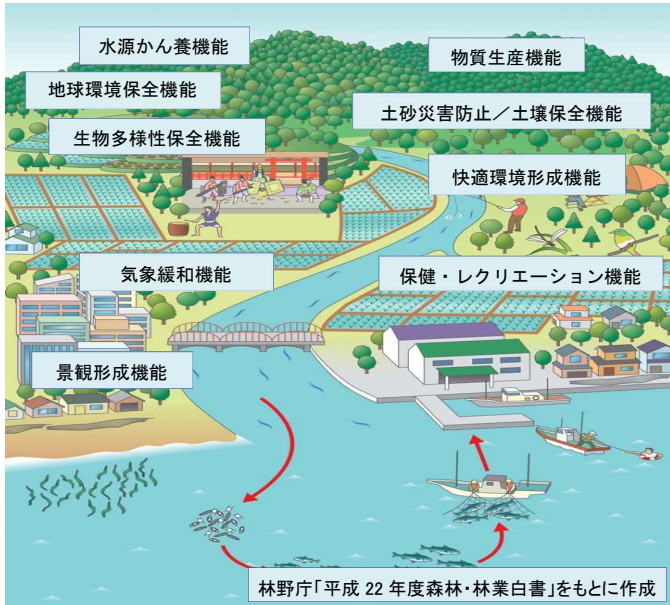 水源かん養機能
物質生産機能
地球環境保全機能
土砂災害防止／土壌保全機能
生物多様性保全機能
快適環境形成機能
気象緩和機能
保健・レクリエーション機能
景観形成機能
林野庁「平成 22 年度森林・林業白書」をもとに作成